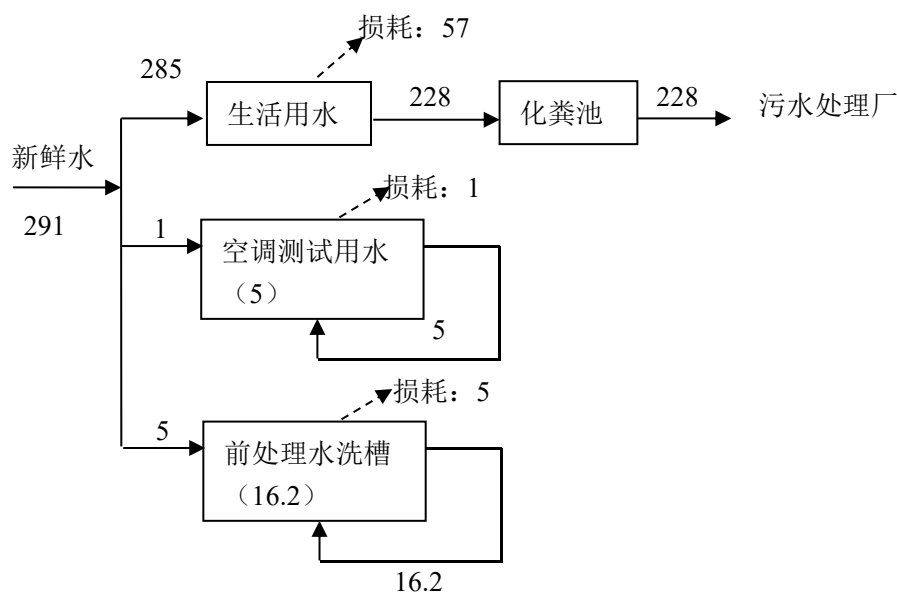 损耗：57
285
生活用水
228
化粪池
228
污水处理厂
新鲜水
291
损耗：1
1
空调测试用水
（5）
5
损耗：5
5
前处理水洗槽
（16.2）
16.2